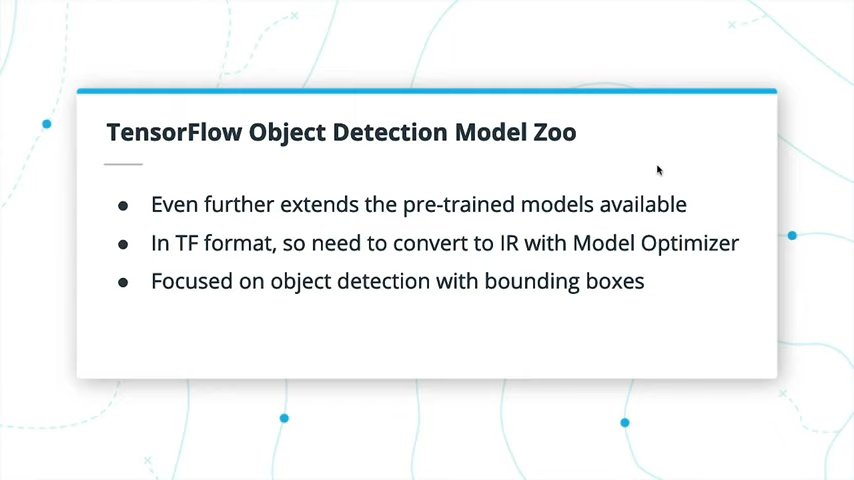 TensorFlow Object Detection Model Zoo
● Even further extends the pre-trained models available
● In TF format, so need to convert to IR with Model Optimizer
● Focused on object detection with bounding boxes